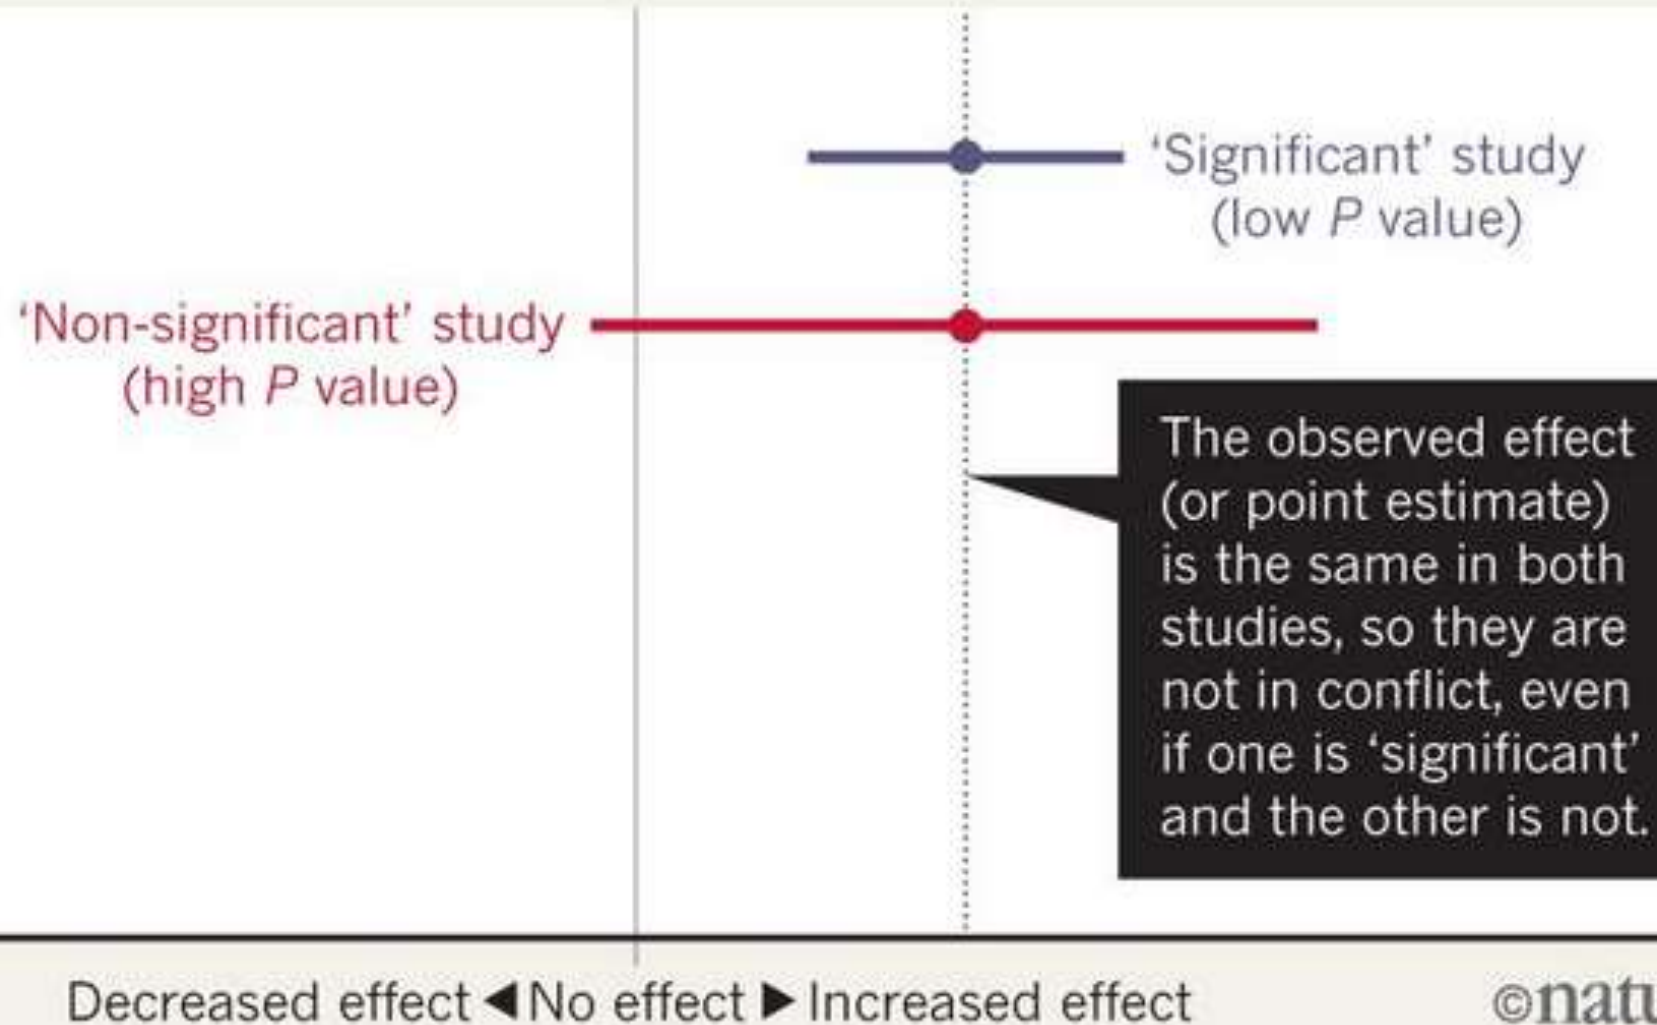 ‘Significant’ study
(low P value)
‘Non-significant’ study
(high P value)
The observed effect
(or point estimate)
is the same in both
studies, so they are
not in conflict, even
if one is ‘significant’
and the other is not.
Decreased effect ◀ No effect ▶ Increased effect
©natu